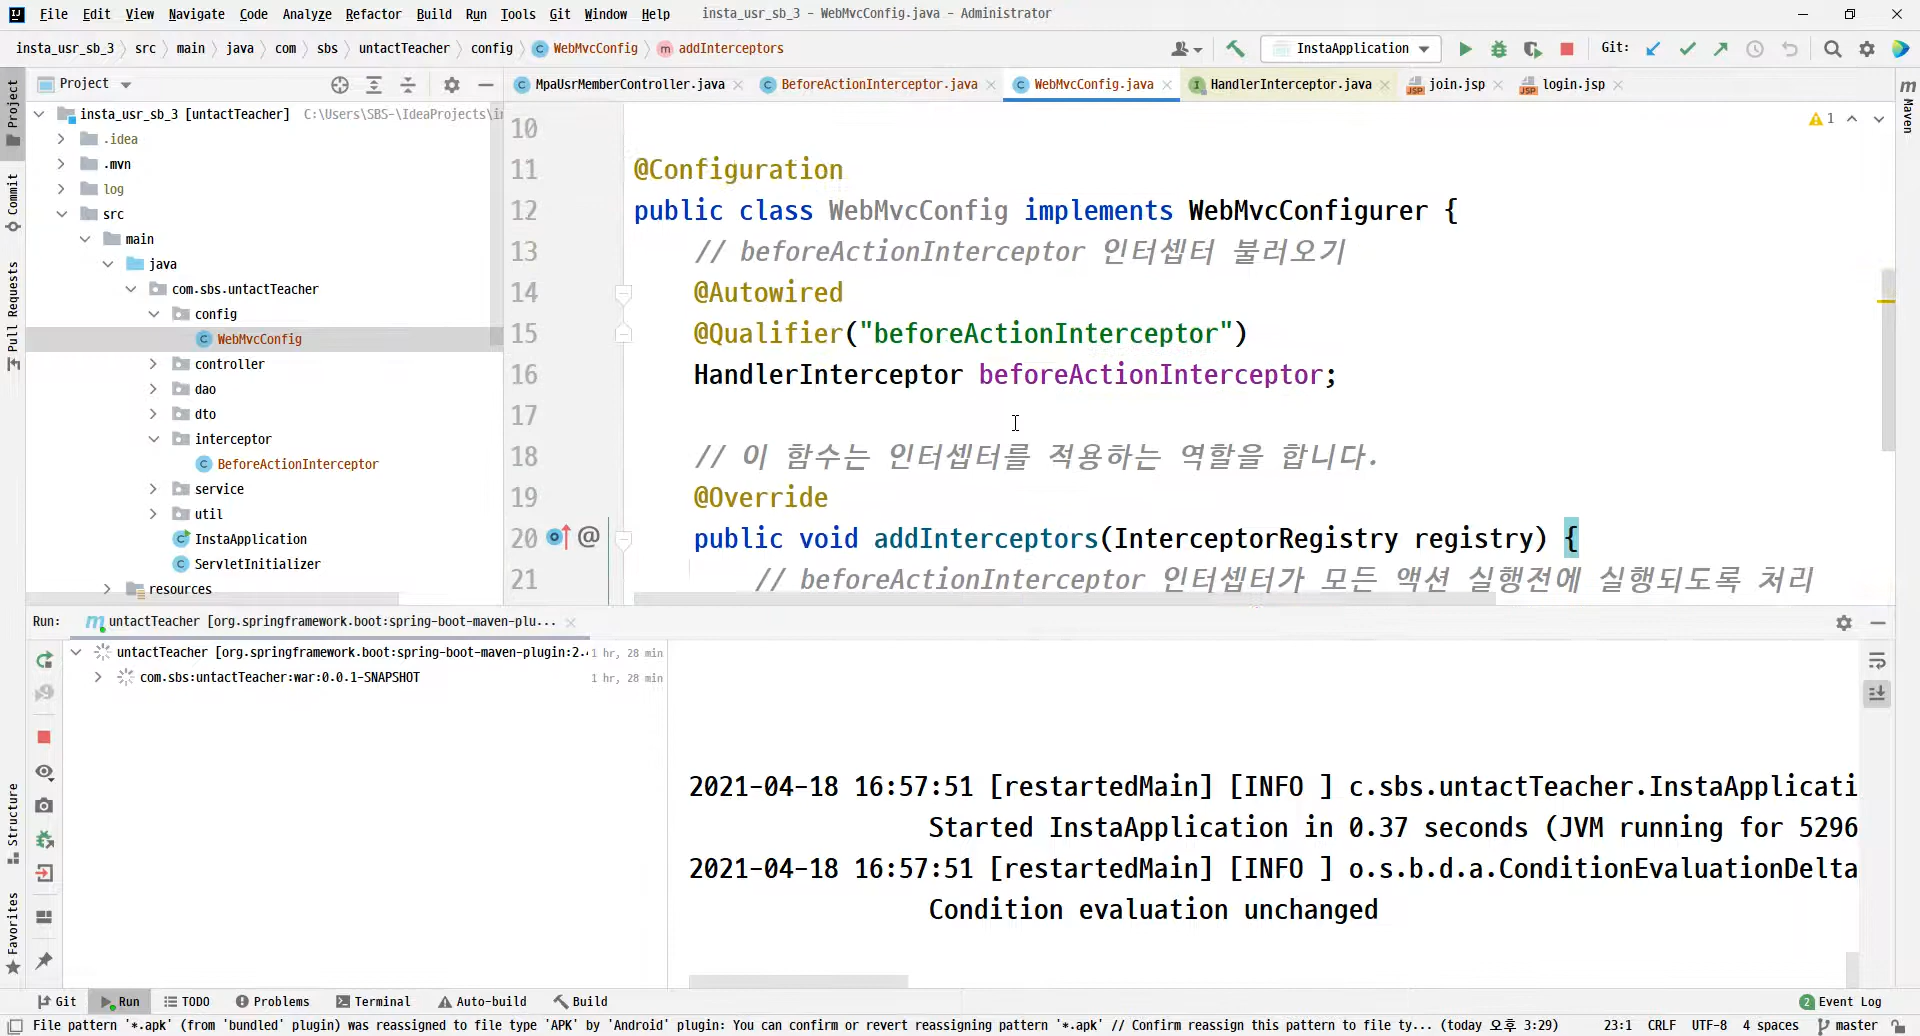 File Edit View Navigate Code Analyze Refactor Build Run Tools Git Window Help insta_usr_sb_3 - WebMvcConfig.java - Administrator
insta_usr_sb_3 src main java com sbs untactTeacher config WebMvcConfig addInterceptors InstaApplication Git:
Project
MpaUsrMemberController.java BeforeActionInterceptor.java WebMvcConfig.java HandlerInterceptor.java join.jsp login.jsp
Project
Commit
Pull Requests
Structure
Favorites
Maven
insta_usr_sb_3 [untactTeacher] C:\Users\SBS-\IdeaProjects\i
.idea
.mvn
log
src
main
java
com.sbs.untactTeacher
config
WebMvcConfig
controller
dao
dto
interceptor
BeforeActionInterceptor
service
util
InstaApplication
ServletInitializer
resources
1
10
11 @Configuration
12 public class WebMvcConfig implements WebMvcConfigurer {
13 // beforeActionInterceptor 인터셉터 불러오기
14 @Autowired
15 @Qualifier("beforeActionInterceptor")
16 HandlerInterceptor beforeActionInterceptor;
17
18 // 이 함수는 인터셉터를 적용하는 역할을 합니다.
19 @Override
20 public void addInterceptors(InterceptorRegistry registry) {
21 // beforeActionInterceptor 인터셉터가 모든 액션 실행전에 실행되도록 처리
Run: untactTeacher [org.springframework.boot:spring-boot-maven-plu...
untactTeacher [org.springframework.boot:spring-boot-maven-plugin:2. 1 hr, 28 min
com.sbs:untactTeacher:war:0.0.1-SNAPSHOT 1 hr, 28 min
2021-04-18 16:57:51 [restartedMain] [INFO ] c.sbs.untactTeacher.InstaApplicati
Started InstaApplication in 0.37 seconds (JVM running for 5296
2021-04-18 16:57:51 [restartedMain] [INFO ] o.s.b.d.a.ConditionEvaluationDelta
Condition evaluation unchanged
Git Run TODO Problems Terminal Auto-build Build 2 Event Log
File pattern '*.apk' (from 'bundled' plugin) was reassigned to file type 'APK' by 'Android' plugin: You can confirm or revert reassigning pattern '*.apk' // Confirm reassign this pattern to file ty... (today 오후 3:29) 23:1 CRLF UTF-8 4 spaces master